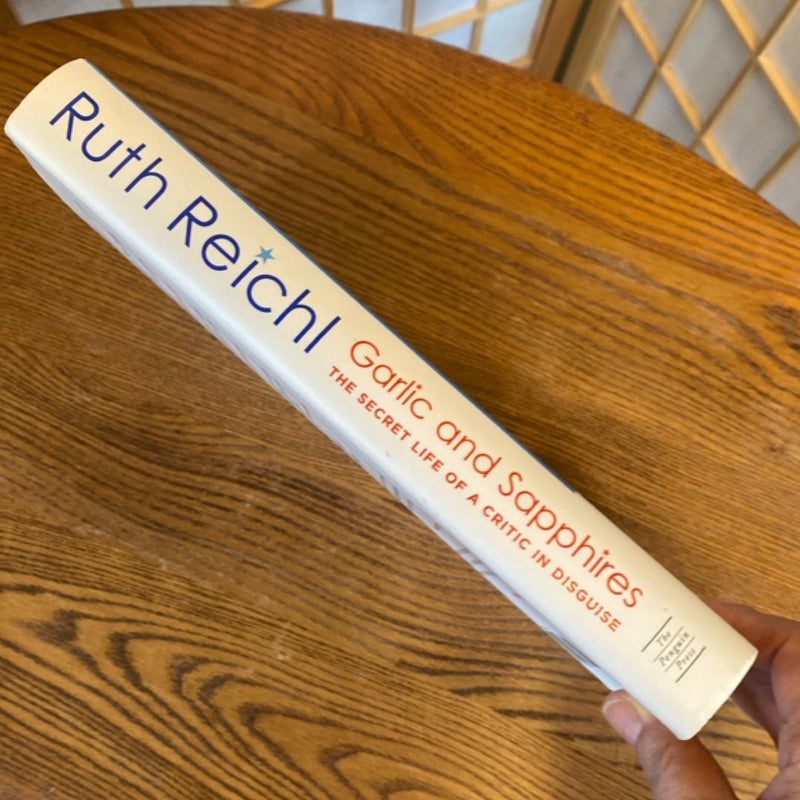 Ruth Reichl
Garlic and Sapphires
THE SECRET LIFE OF A CRITIC IN DISGUISE
The
Penguin
Press